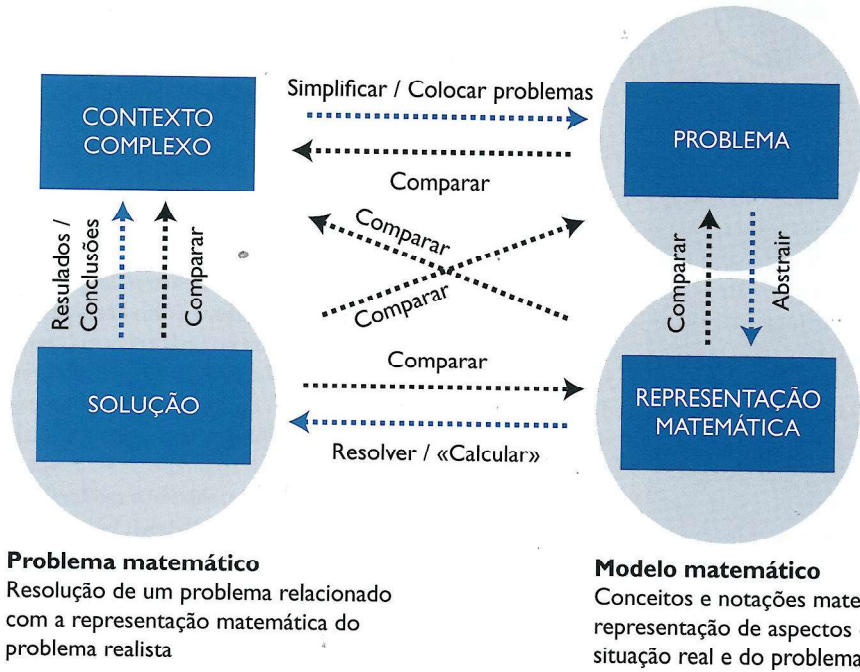 Simplificar / Colocar problemas
CONTEXTO
COMPLEXO
PROBLEMA
Comparar
Comparar
Comparar
Resulados /
Conclusões
Comparar
Comparar
Abstrair
Comparar
SOLUÇÃO
REPRESENTAÇÃO
MATEMÁTICA
Resolver / «Calcular»
Problema matemático
Resolução de um problema relacionado
com a representação matemática do
problema realista
Modelo matemático
Conceitos e notações mate
representação de aspectos
situação real e do problema